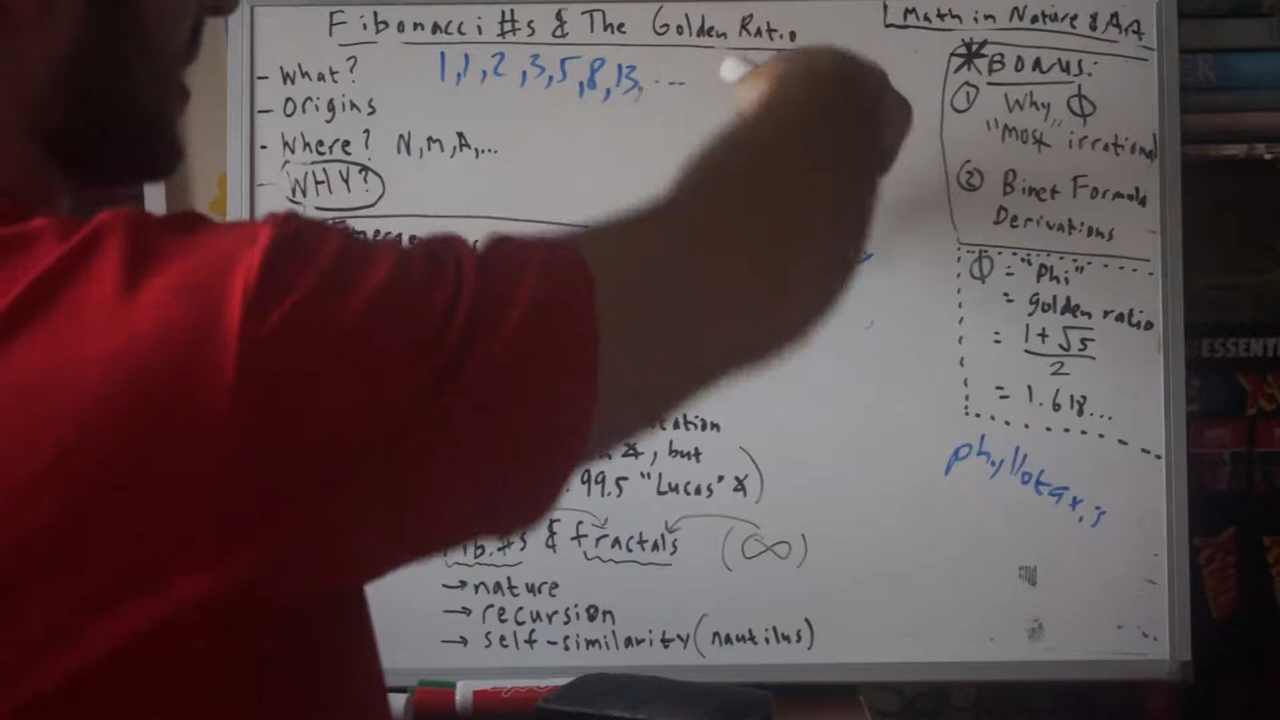 Fibonacci #s & The Golden Ratio
Math in Nature & Art
- What? 1,1,2,3,5,8,13,...
- Origins
- Where? N,M,A,...
- WHY?
* Bonus:
① Why ϕ
"most" irrational
② Binet Formula
Derivations
ϕ = "Phi"
= golden ratio
= 1+√5
2
= 1.618...
phyllotaxis
∡, but
99.5 "Lucas" ∡)
Fib.#s & fractals (∞)
→ nature
→ recursion
→ self-similarity (nautilus)
ESSENTI